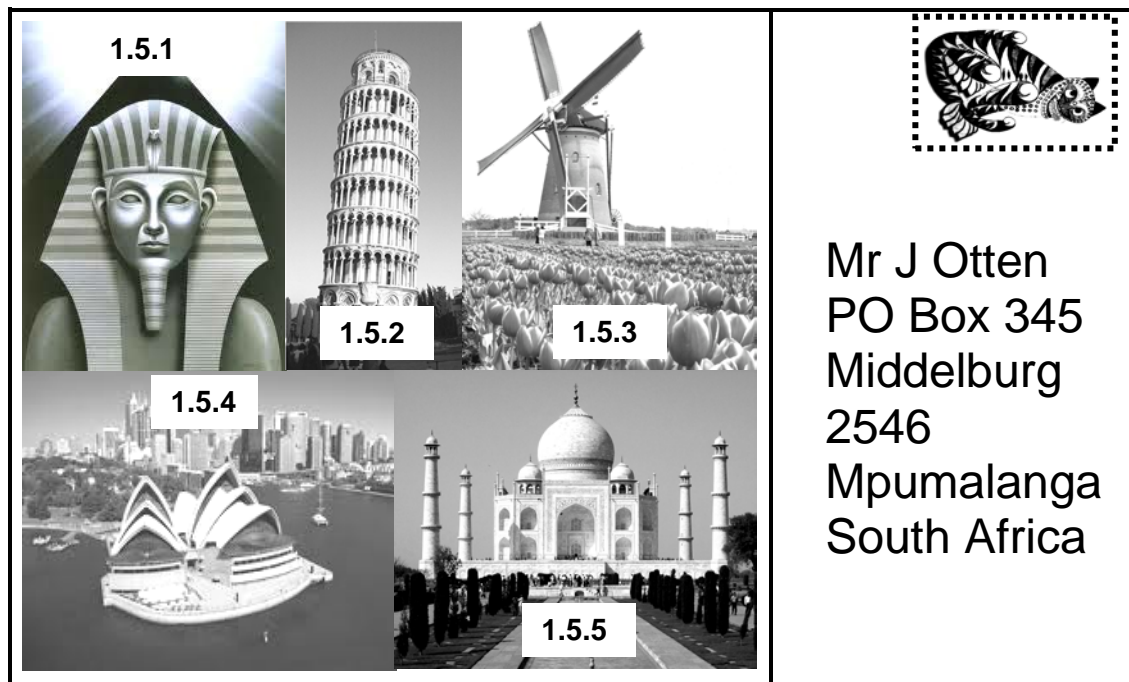 1.5.1
1.5.2
1.5.3
1.5.4
1.5.5
Mr J Otten
PO Box 345
Middelburg
2546
Mpumalanga
South Africa